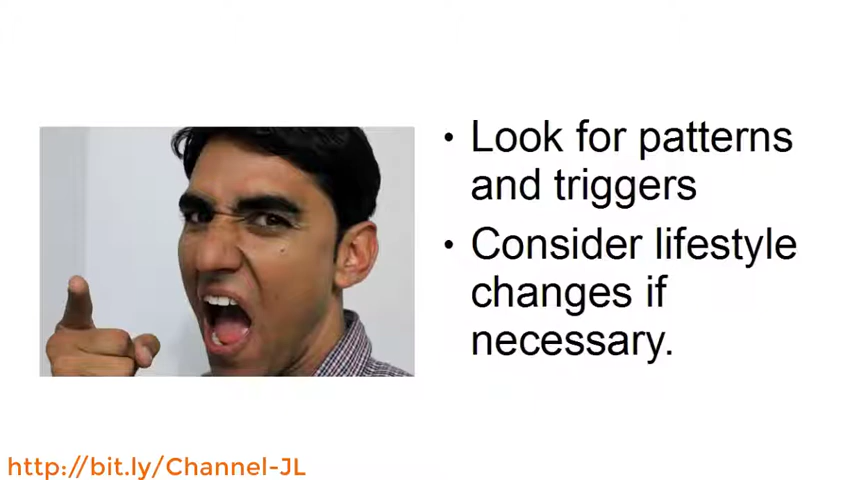 • Look for patterns
and triggers
• Consider lifestyle
changes if
necessary.
http://bit.ly/Channel-JL